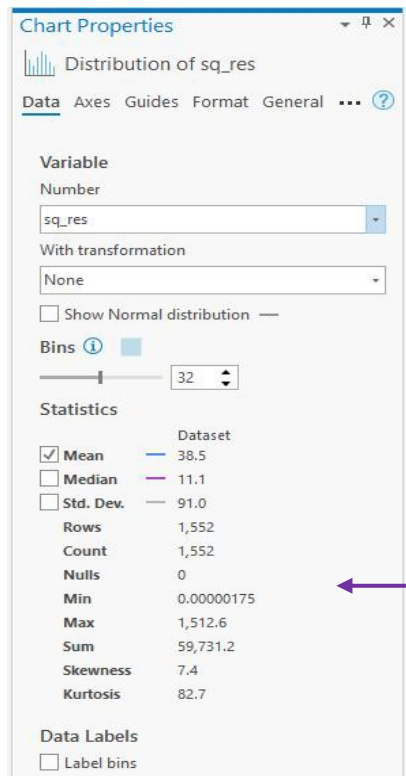 Chart Properties
Distribution of sq_res
Data Axes Guides Format General ...
Variable
Number
sq_res
With transformation
None
Show Normal distribution
Bins
32
Statistics
Dataset
Mean 38.5
Median 11.1
Std. Dev. 91.0
Rows 1,552
Count 1,552
Nulls 0
Min 0.00000175
Max 1,512.6
Sum 59,731.2
Skewness 7.4
Kurtosis 82.7
Data Labels
Label bins